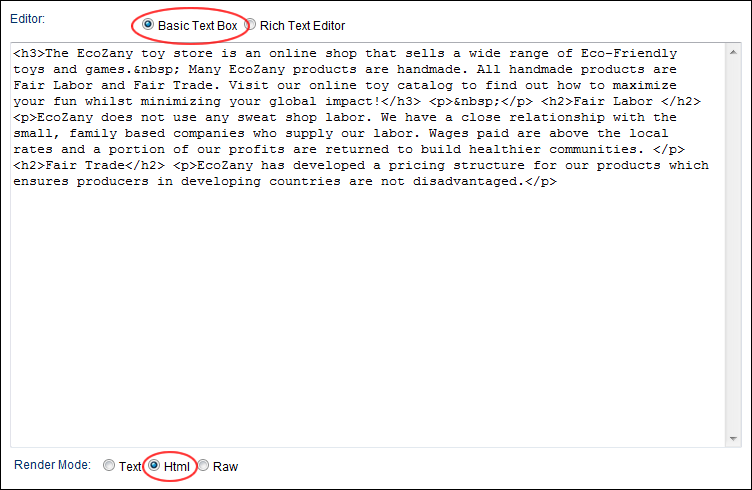 Editor: Basic Text Box Rich Text Editor
<h3>The EcoZany toy store is an online shop that sells a wide range of Eco-Friendly
toys and games.&nbsp; Many EcoZany products are handmade. All handmade products are
Fair Labor and Fair Trade. Visit our online toy catalog to find out how to maximize
your fun whilst minimizing your global impact!</h3> <p>&nbsp;</p> <h2>Fair Labor </h2>
<p>EcoZany does not use any sweat shop labor. We have a close relationship with the
small, family based companies who supply our labor. Wages paid are above the local
rates and a portion of our profits are returned to build healthier communities. </p>
<h2>Fair Trade</h2> <p>EcoZany has developed a pricing structure for our products which
ensures producers in developing countries are not disadvantaged.</p>
Render Mode: Text Html Raw